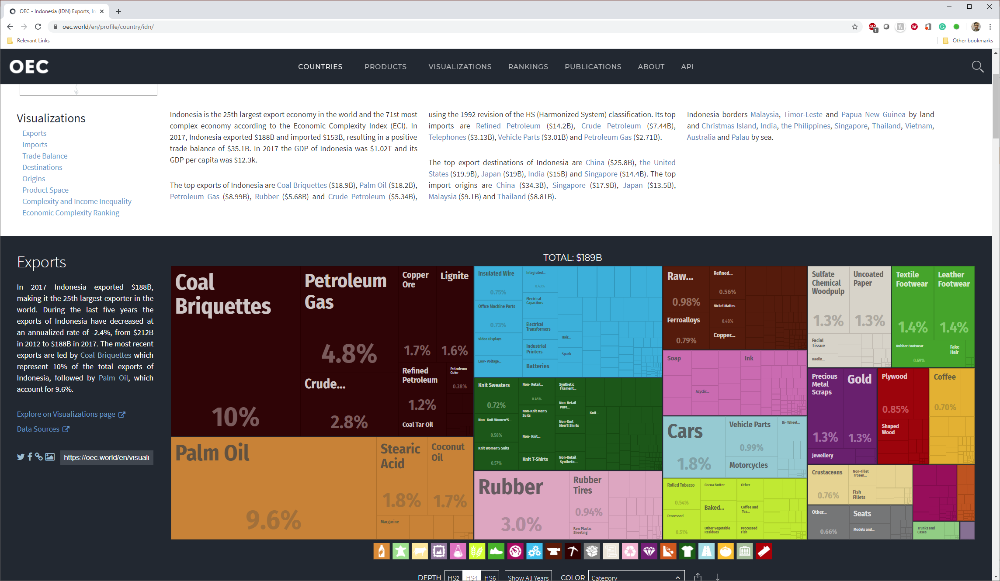 OEC - Indonesia (IDN) Exports, In
oec.world/en/profile/country/idn/
ABP
1
Relevant Links
Other bookmarks
OEC
COUNTRIES
PRODUCTS
VISUALIZATIONS
RANKINGS
PUBLICATIONS
ABOUT
API
Visualizations
Exports
Imports
Trade Balance
Destinations
Origins
Product Space
Complexity and Income Inequality
Economic Complexity Ranking
Indonesia is the 25th largest export economy in the world and the 71st most
complex economy according to the Economic Complexity Index (ECI). In
2017, Indonesia exported $188B and imported $153B, resulting in a positive
trade balance of $35.1B. In 2017 the GDP of Indonesia was $1.02T and its
GDP per capita was $12.3k.
The top exports of Indonesia are Coal Briquettes ($18.9B), Palm Oil ($18.2B),
Petroleum Gas ($8.99B), Rubber ($5.68B) and Crude Petroleum ($5.34B),
using the 1992 revision of the HS (Harmonized System) classification. Its top
imports are Refined Petroleum ($14.2B), Crude Petroleum ($7.44B),
Telephones ($3.13B), Vehicle Parts ($3.01B) and Petroleum Gas ($2.71B).
The top export destinations of Indonesia are China ($25.8B), the United
States ($19.9B), Japan ($19B), India ($15B) and Singapore ($14.4B). The top
import origins are China ($34.3B), Singapore ($17.9B), Japan ($13.5B),
Malaysia ($9.1B) and Thailand ($8.81B).
Indonesia borders Malaysia, Timor-Leste and Papua New Guinea by land
and Christmas Island, India, the Philippines, Singapore, Thailand, Vietnam,
Australia and Palau by sea.
Exports
In 2017 Indonesia exported $188B,
making it the 25th largest exporter in the
world. During the last five years the
exports of Indonesia have decreased at
an annualized rate of -2.4%, from $212B
in 2012 to $188B in 2017. The most recent
exports are led by Coal Briquettes which
represent 10% of the total exports of
Indonesia, followed by Palm Oil, which
account for 9.6%.
Explore on Visualizations page
Data Sources
https://oec.world/en/visuali
TOTAL: $189B
Coal
Briquettes
10%
Petroleum
Gas
4.8%
Crude...
2.8%
Copper
Ore
1.7%
Lignite
1.6%
Refined
Petroleum
1.2%
Petroleum
Coke
0.38%
Coal Tar Oil
Palm Oil
9.6%
Stearic
Acid
1.8%
Coconut
Oil
1.7%
Margarine
Insulated Wire
0.75%
Office Machine Parts
0.73%
Video Displays
Low- Voltage...
Integrated...
0.43%
Electrical
Capacitors
Electrical
Transformers
Industrial
Printers
Batteries
Hair...
Spark...
Knit Sweaters
0.72%
Non- Knit Women'S...
0.58%
Knit Women'S Suits
0.57%
Non- Retail...
0.45%
Non-Knit Men'S
Suits
Non- Knit...
Knit T-Shirts
Synthetic
Filament...
Non-Retail
Pure...
Non-Knit
Men'S Shirts
Non-Retail
Synthetic...
Knit...
Rubber
3.0%
Rubber
Tires
0.94%
Raw Plastic
Sheeting
Raw...
0.98%
Ferroalloys
0.79%
Refined...
0.56%
Nickel Mattes
0.48%
Copper...
Soap
Acyclic...
Ink
Cars
1.8%
Vehicle Parts
0.99%
Motorcycles
Bi- Wheel...
Rolled Tobacco
0.54%
Processed...
0.51%
Cocoa Butter
Baked...
Other Vegetable
Residues
Other...
Coffee and
Tea...
Processed
Fish
Sulfate
Chemical
Woodpulp
1.3%
Uncoated
Paper
1.3%
Facial
Tissue
Kaolin...
Textile
Footwear
1.4%
Leather
Footwear
1.4%
Rubber Footwear
0.69%
Fake
Hair
Precious
Metal
Scraps
1.3%
Gold
1.3%
Jewellery
Plywood
0.85%
Shaped
Wood
Coffee
0.70%
Crustaceans
0.76%
Non-Fillet
Frozen...
Fish
Fillets
Other...
0.66%
Seats
Models and...
Trunks and
Cases
DEPTH
HS2
HS4
HS6
Show All Years
COLOR
Category